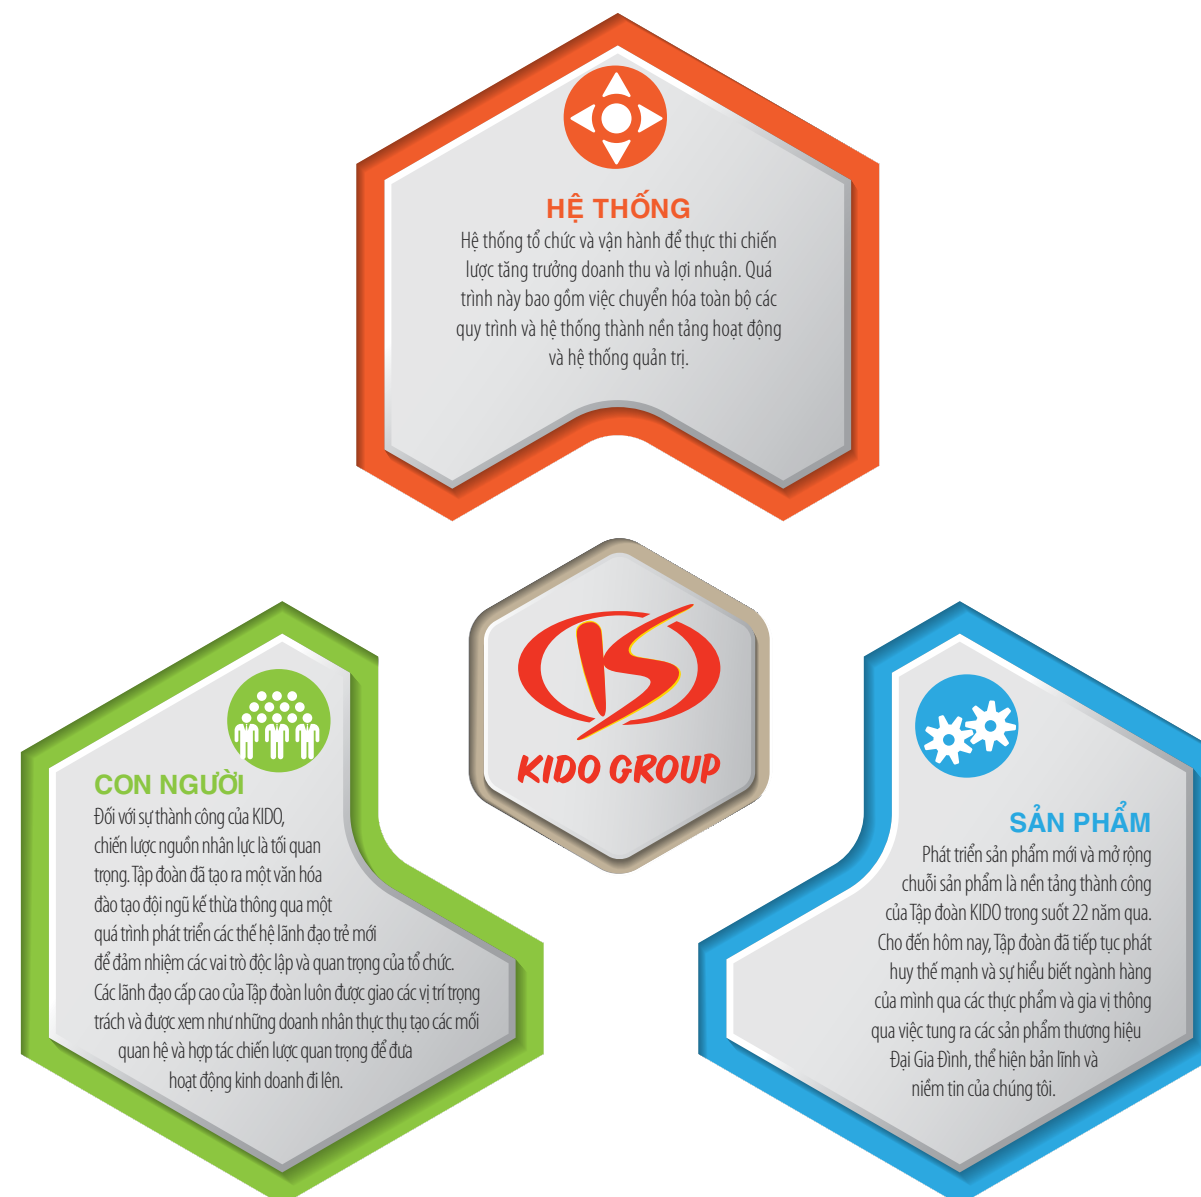 HỆ THỐNG
Hệ thống tổ chức và vận hành để thực thi chiến
lược tăng trưởng doanh thu và lợi nhuận. Quá
trình này bao gồm việc chuyển hóa toàn bộ các
quy trình và hệ thống thành nền tảng hoạt động
và hệ thống quản trị.
KIDO GROUP
CON NGƯỜI
Đối với sự thành công của KIDO,
chiến lược nguồn nhân lực là tối quan
trọng. Tập đoàn đã tạo ra một văn hóa
đào tạo đội ngũ kế thừa thông qua một
quá trình phát triển các thế hệ lãnh đạo trẻ mới
để đảm nhiệm các vai trò độc lập và quan trọng của tổ chức.
Các lãnh đạo cấp cao của Tập đoàn luôn được giao các vị trí trọng
trách và được xem như những doanh nhân thực thụ tạo các mối
quan hệ và hợp tác chiến lược quan trọng để đưa
hoạt động kinh doanh đi lên.
SẢN PHẨM
Phát triển sản phẩm mới và mở rộng
chuỗi sản phẩm là nền tảng thành công
của Tập đoàn KIDO trong suốt 22 năm qua.
Cho đến hôm nay, Tập đoàn đã tiếp tục phát
huy thế mạnh và sự hiểu biết ngành hàng
của mình qua các thực phẩm và gia vị thông
qua việc tung ra các sản phẩm thương hiệu
Đại Gia Đình, thể hiện bản lĩnh và
niềm tin của chúng tôi.